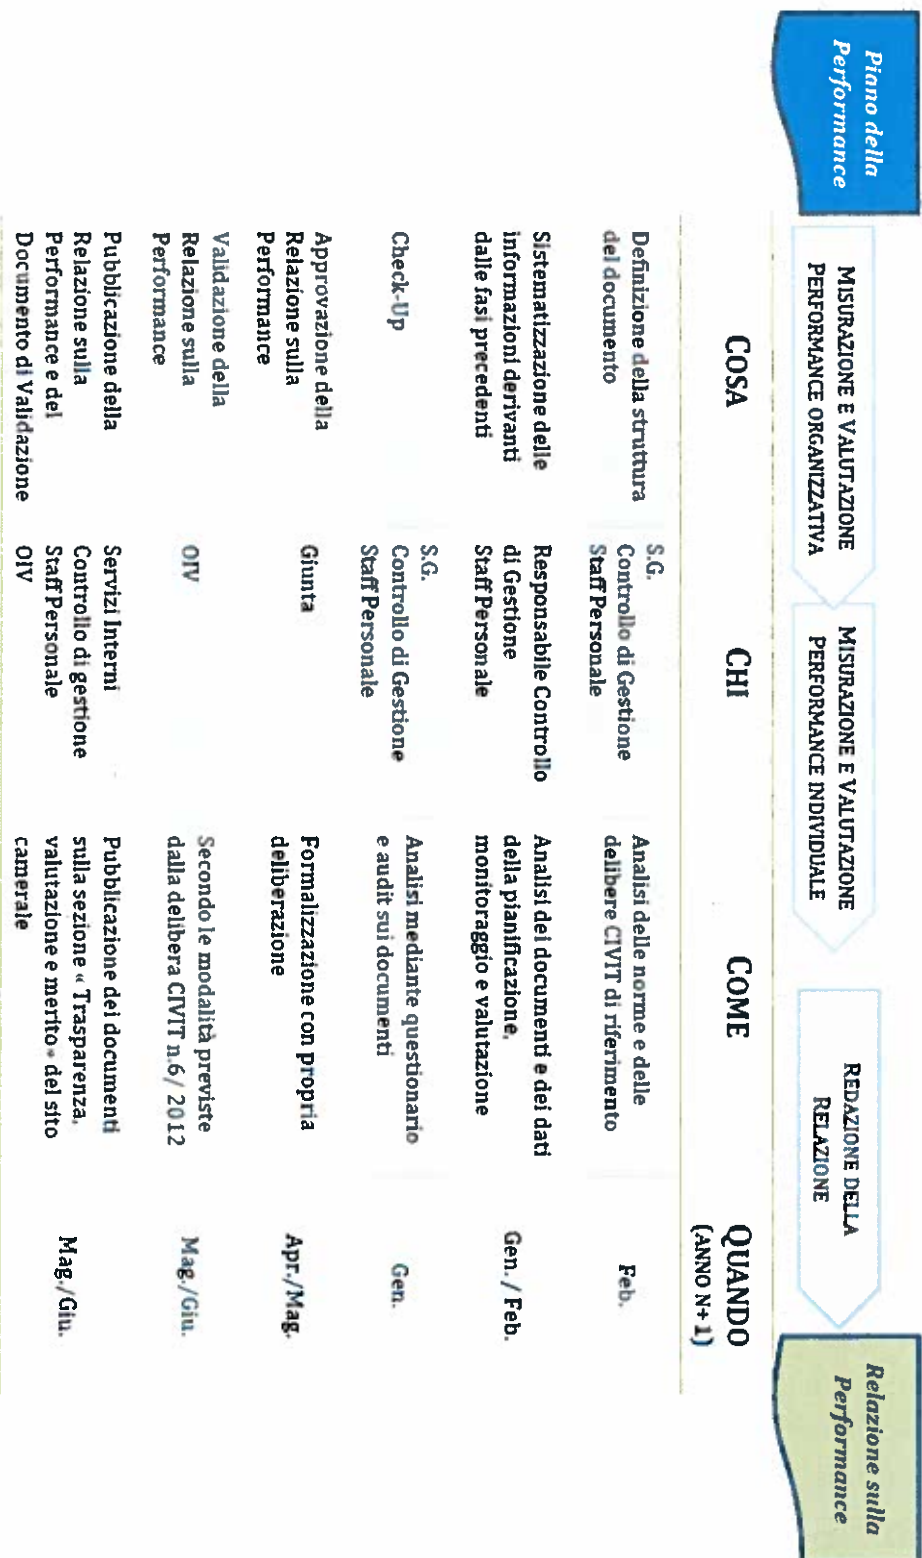 Piano della
Performance
MISURAZIONE E VALUTAZIONE
PERFORMANCE ORGANIZZATIVA
MISURAZIONE E VALUTAZIONE
PERFORMANCE INDIVIDUALE
REDAZIONE DELLA
RELAZIONE
Relazione sulla
Performance
COSA
CHI
COME
QUANDO
(ANNO N+1)
Definizione della struttura
del documento
S.G.
Controllo di Gestione
Staff Personale
Analisi delle norme e delle
delibere CIVIT di riferimento
Feb.
Sistematizzazione delle
informazioni derivanti
dalle fasi precedenti
Responsabile Controllo
di Gestione
Staff Personale
Analisi dei documenti e dei dati
della pianificazione,
monitoraggio e valutazione
Gen. / Feb.
Check-Up
S.G.
Controllo di Gestione
Staff Personale
Analisi mediante questionario
e audit sui documenti
Gen.
Approvazione della
Relazione sulla
Performance
Giunta
Formalizzazione con propria
deliberazione
Apr./Mag.
Validazione della
Relazione sulla
Performance
OIV
Secondo le modalità previste
dalla delibera CIVIT n.6/ 2012
Mag./Giu.
Pubblicazione della
Relazione sulla
Performance e del
Documento di Validazione
Servizi Interni
Controllo di gestione
Staff Personale
OIV
Pubblicazione dei documenti
sulla sezione « Trasparenza,
valutazione e merito » del sito
camerale
Mag./Giu.